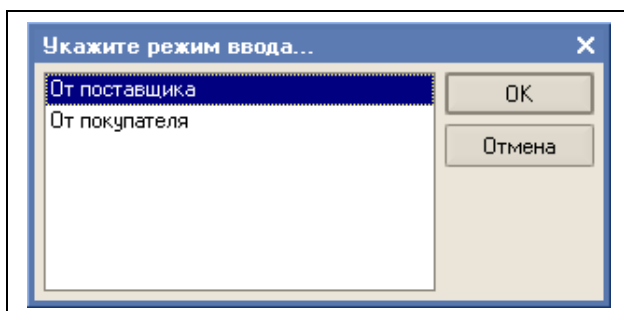 Укажите режим ввода...
От поставщика
OK
От покупателя
Отмена